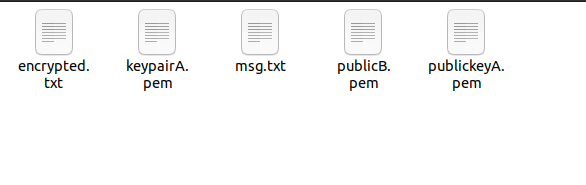 encrypted. keypairA. msg.txt publicB. publickeyA.
txt pem pem pem